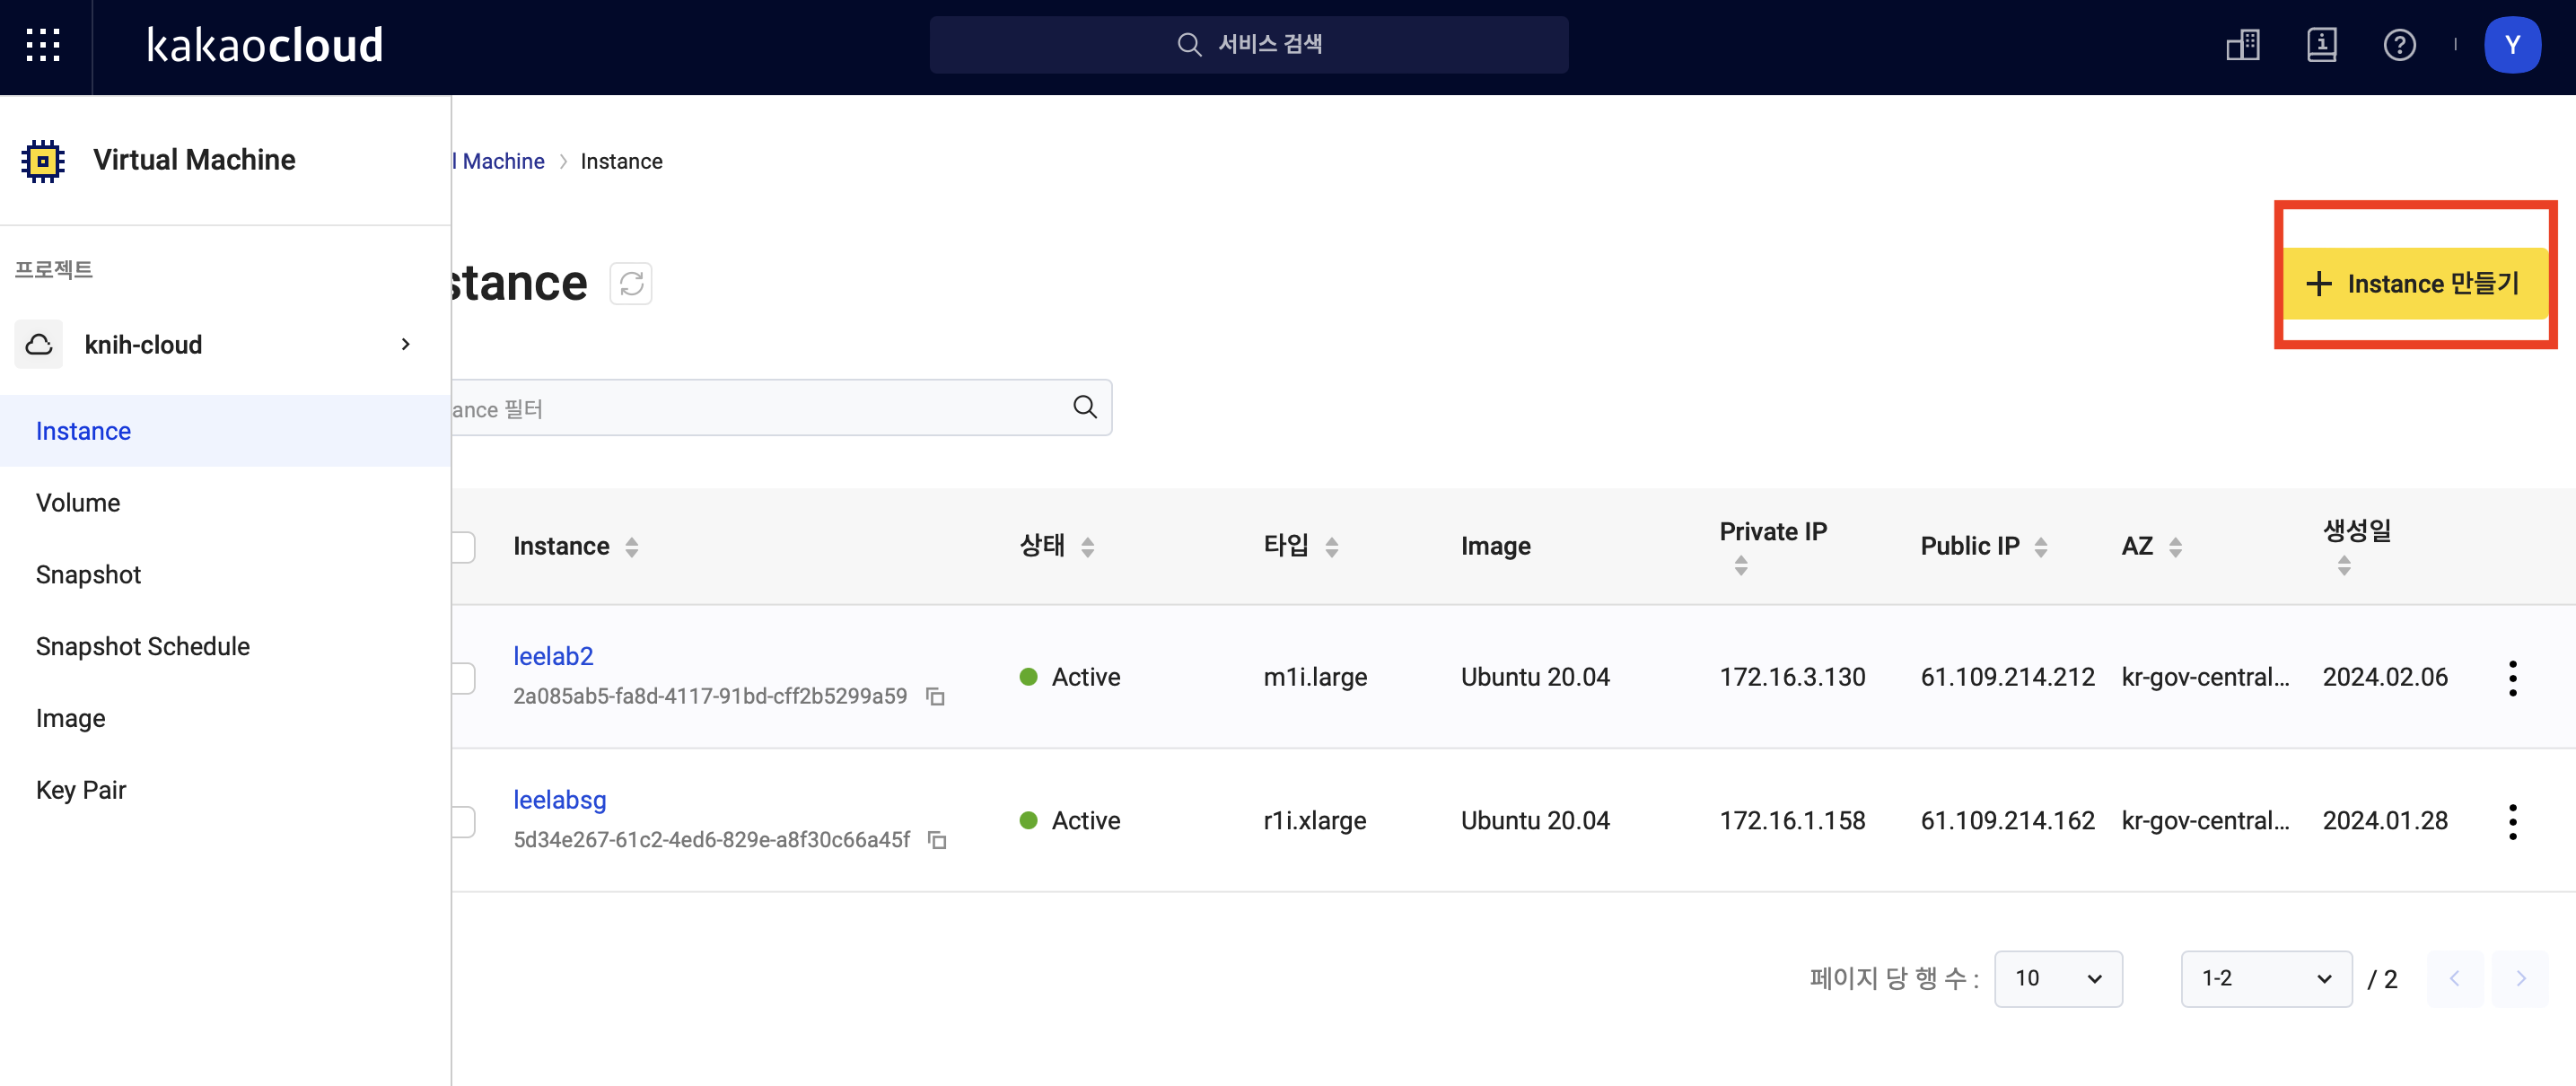 kakaocloud
서비스 검색
Y
Virtual Machine
프로젝트
knih-cloud
Instance
Volume
Snapshot
Snapshot Schedule
Image
Key Pair
l Machine > Instance
stance
+ Instance 만들기
ance 필터
Instance 상태 타입 Image Private IP Public IP AZ 생성일
leelab2
2a085ab5-fa8d-4117-91bd-cff2b5299a59
Active m1i.large Ubuntu 20.04 172.16.3.130 61.109.214.212 kr-gov-central... 2024.02.06
leelabsg
5d34e267-61c2-4ed6-829e-a8f30c66a45f
Active r1i.xlarge Ubuntu 20.04 172.16.1.158 61.109.214.162 kr-gov-central... 2024.01.28
페이지 당 행 수 : 10 1-2 / 2